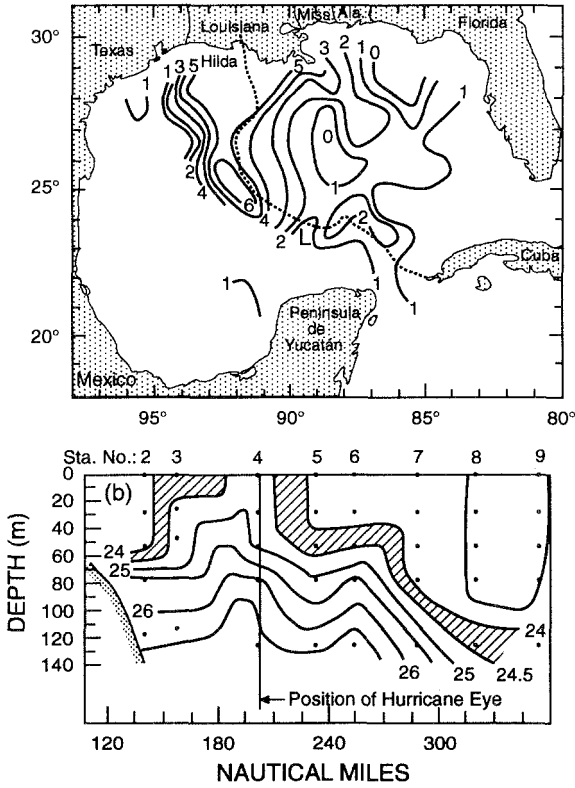 30°
25°
20°
95°
90°
85°
80°
Texas
Louisiana
Miss
Ala
Florida
Hilda
1
1 3 5
5
3 2 1 0
1
0
1
2
4
6
4
2
L
2
1
1
1
Cuba
Peninsula
de
Yucatán
Mexico
Sta. No.: 2 3 4 5 6 7 8 9
(b)
0
20
40
60
80
100
120
140
DEPTH (m)
24
25
26
24
24.5
25
26
Position of Hurricane Eye
120 180 240 300
NAUTICAL MILES